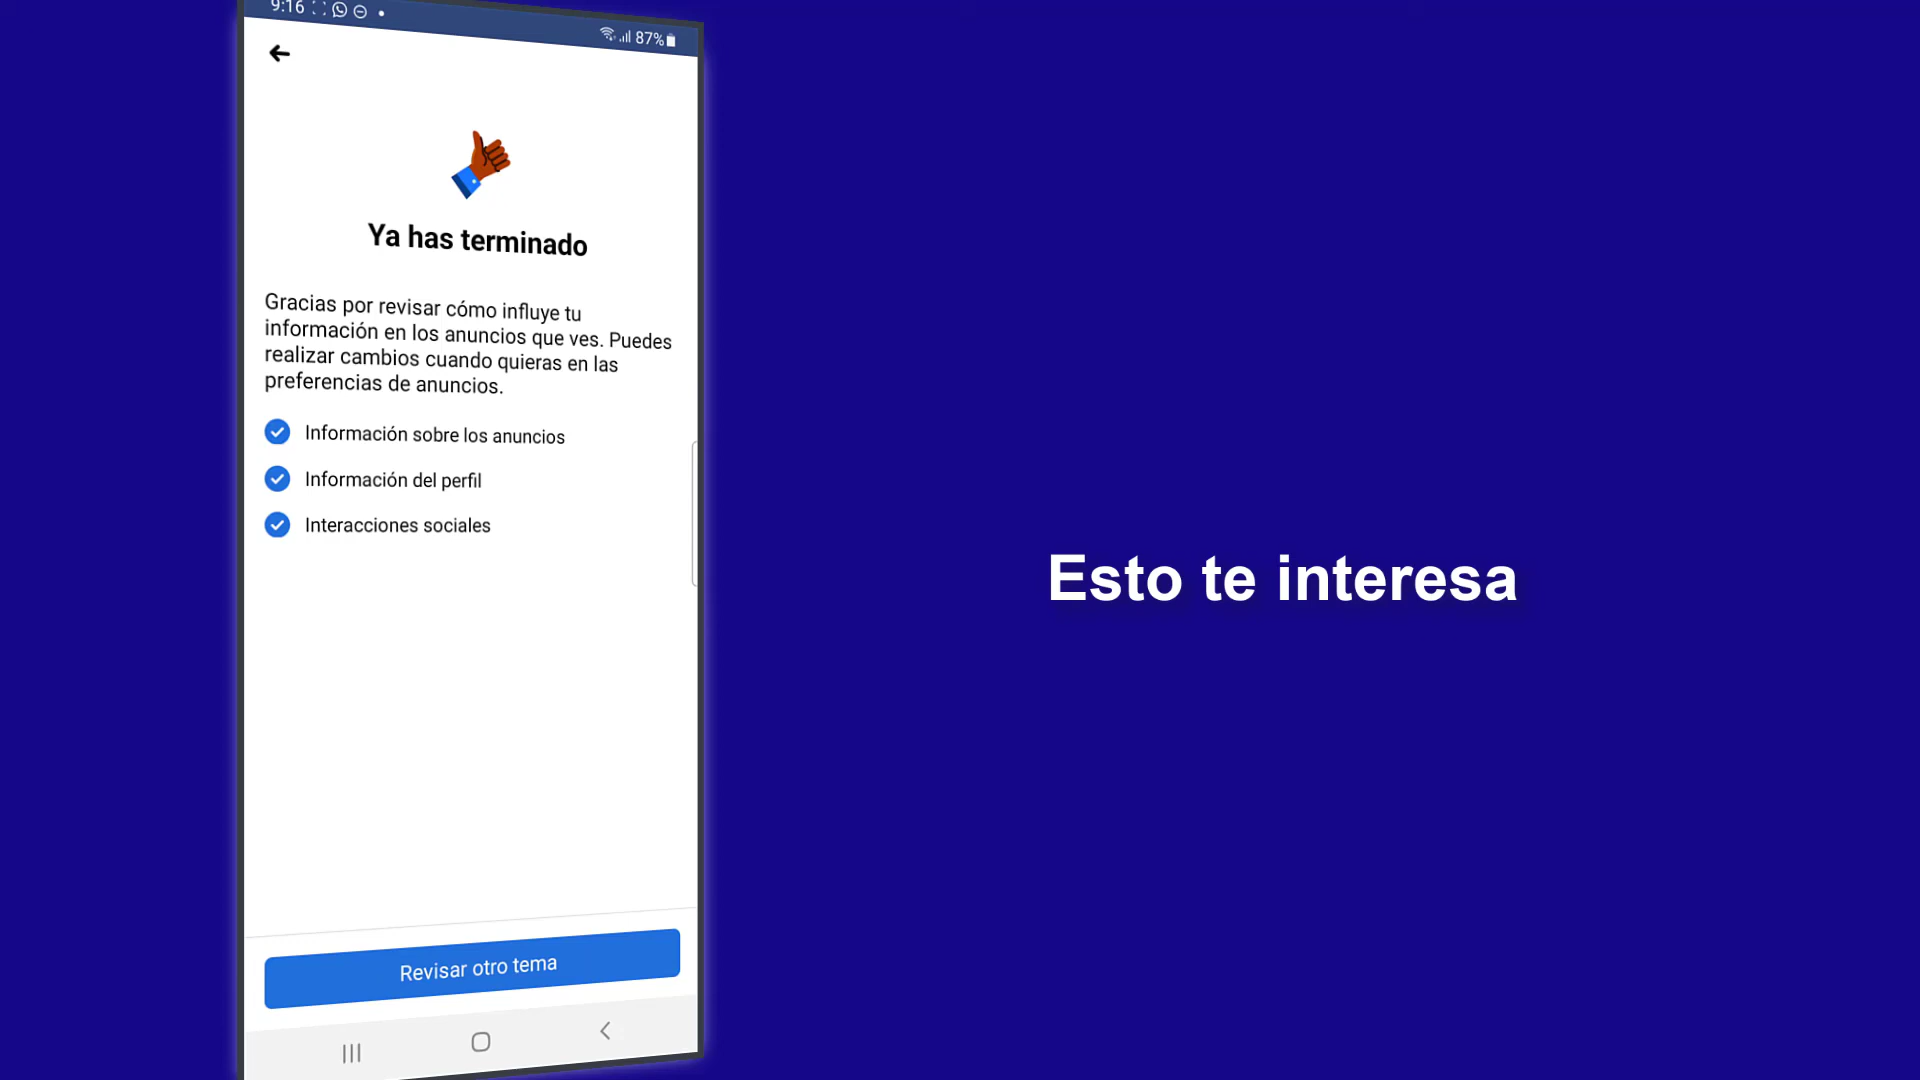 9:16
87%
Ya has terminado
Gracias por revisar cómo influye tu
información en los anuncios que ves. Puedes
realizar cambios cuando quieras en las
preferencias de anuncios.
Información sobre los anuncios
Información del perfil
Interacciones sociales
Revisar otro tema
Esto te interesa